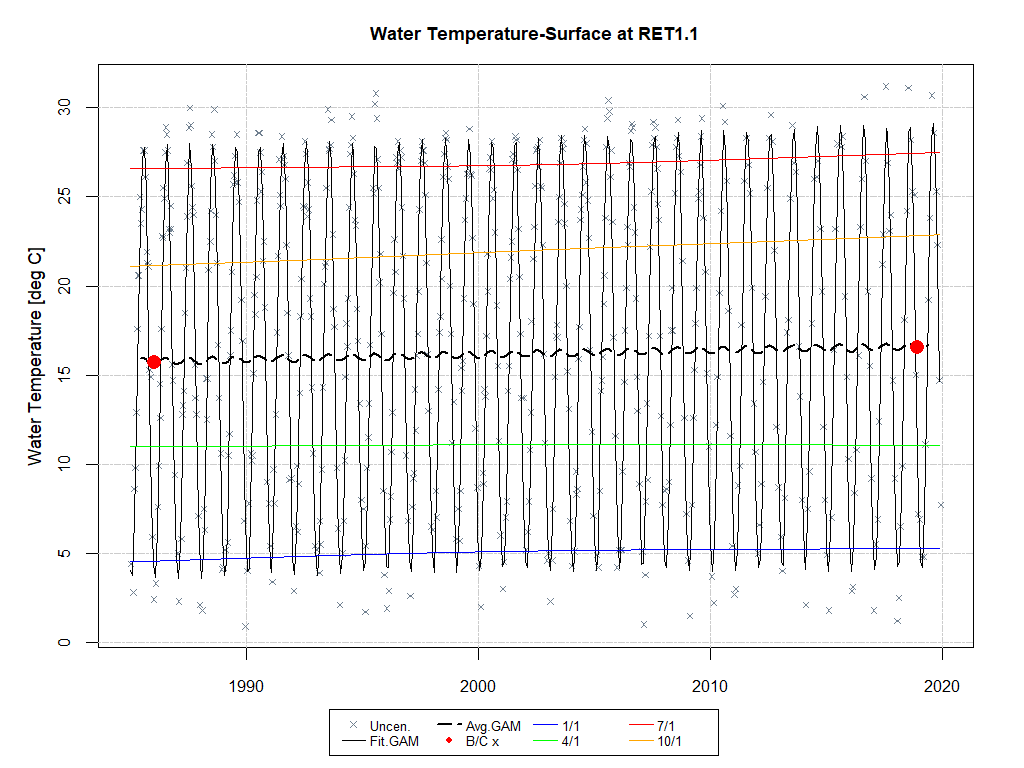 Water Temperature-Surface at RET1.1
Water Temperature [deg C]
30
25
20
15
10
5
0
1990 2000 2010 2020
Uncen. Avg.GAM 1/1 7/1
Fit.GAM B/C x 4/1 10/1